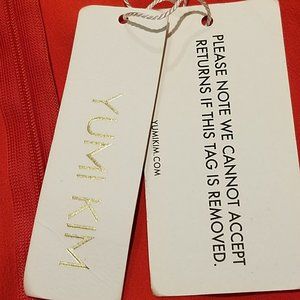 YUMI KIM
YUMIKIM.COM
PLEASE NOTE WE CANNOT ACCEPT
RETURNS IF THIS TAG IS REMOVED.